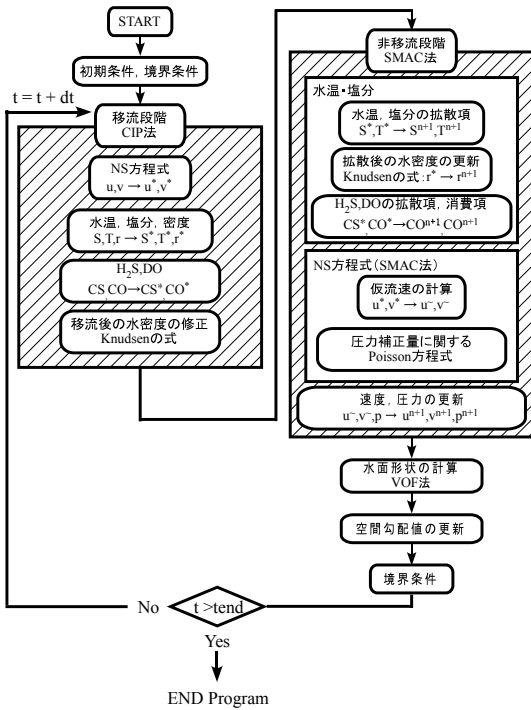 START
初期条件, 境界条件
t = t + dt
移流段階
CIP法
NS方程式
u,v → u*,v*
水温, 塩分, 密度
S,T,r → S*,T*,r*
H2S,DO
CS,CO→CS*,CO*
移流後の水密度の修正
Knudsenの式
非移流段階
SMAC法
水温・塩分
水温, 塩分の拡散項
S*,T* → Sn+1,Tn+1
拡散後の水密度の更新
Knudsenの式:r* → rn+1
H2S,DOの拡散項, 消費項
CS*,CO*→COn+1,COn+1
NS方程式(SMAC法)
仮流速の計算
u*,v* → u~,v~
圧力補正量に関する
Poisson方程式
速度, 圧力の更新
u~,v~,p → un+1,vn+1,pn+1
水面形状の計算
VOF法
空間勾配値の更新
境界条件
t >tend
No
Yes
END Program